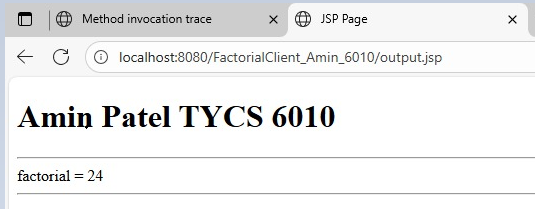 Method invocation trace
JSP Page
localhost:8080/FactorialClient_Amin_6010/output.jsp
Amin Patel TYCS 6010
factorial = 24